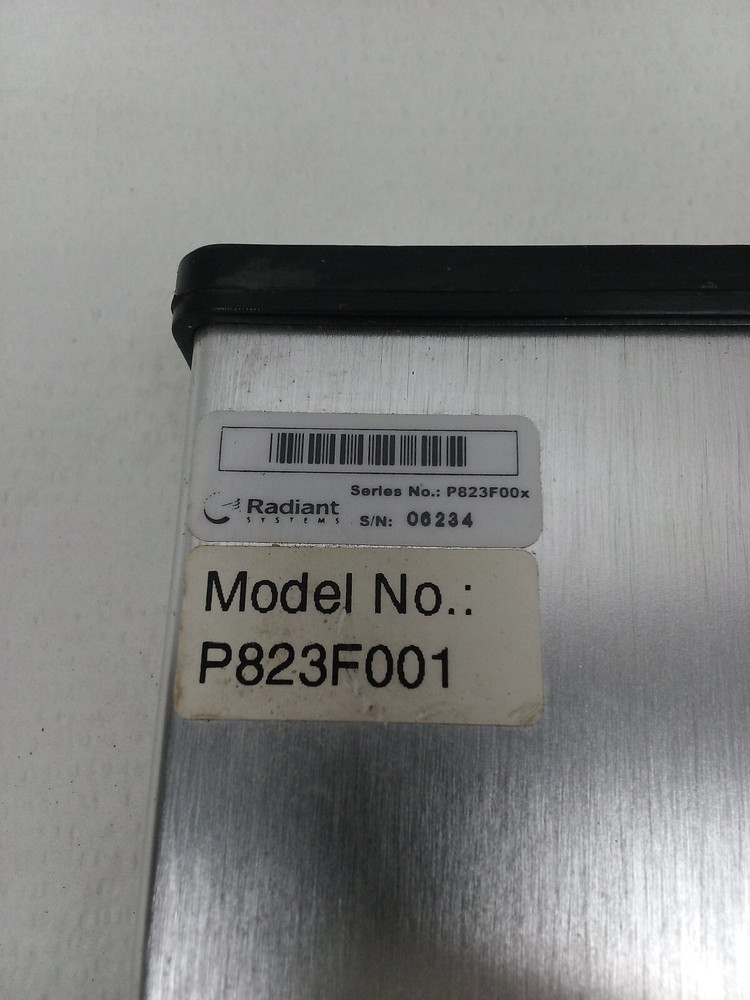 Series No.: P823F00x
Radiant
SYSTEMS
S/N: 06234
Model No.:
P823F001